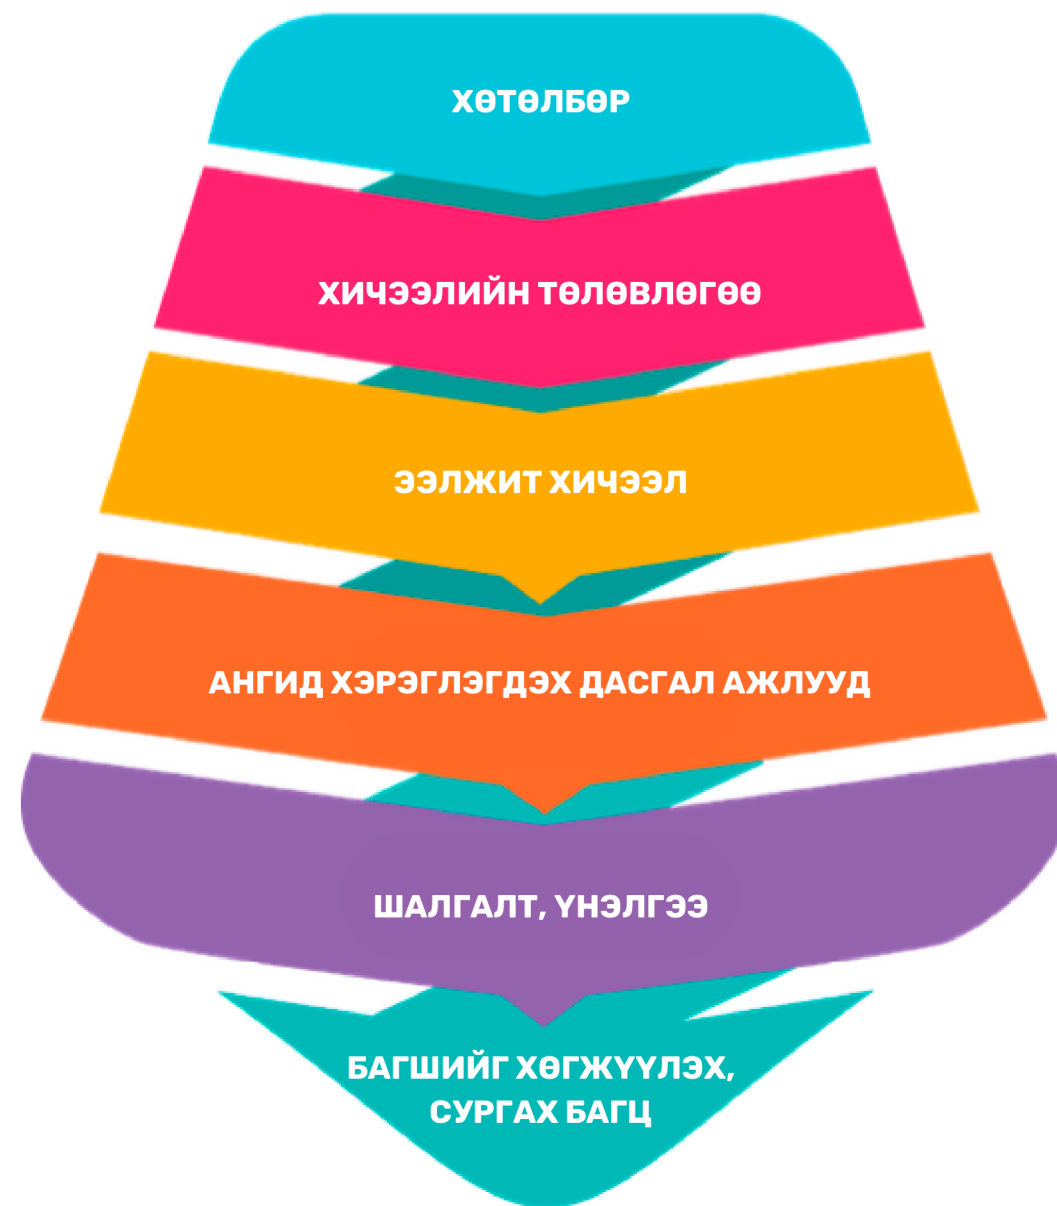 ХӨТӨЛБӨР
ХИЧЭЭЛИЙН ТӨЛӨВЛӨГӨӨ
ЭЭЛЖИТ ХИЧЭЭЛ
АНГИД ХЭРЭГЛЭГДЭХ ДАСГАЛ АЖЛУУД
ШАЛГАЛТ, ҮНЭЛГЭЭ
БАГШИЙГ ХӨГЖҮҮЛЭХ,
СУРГАХ БАГЦ